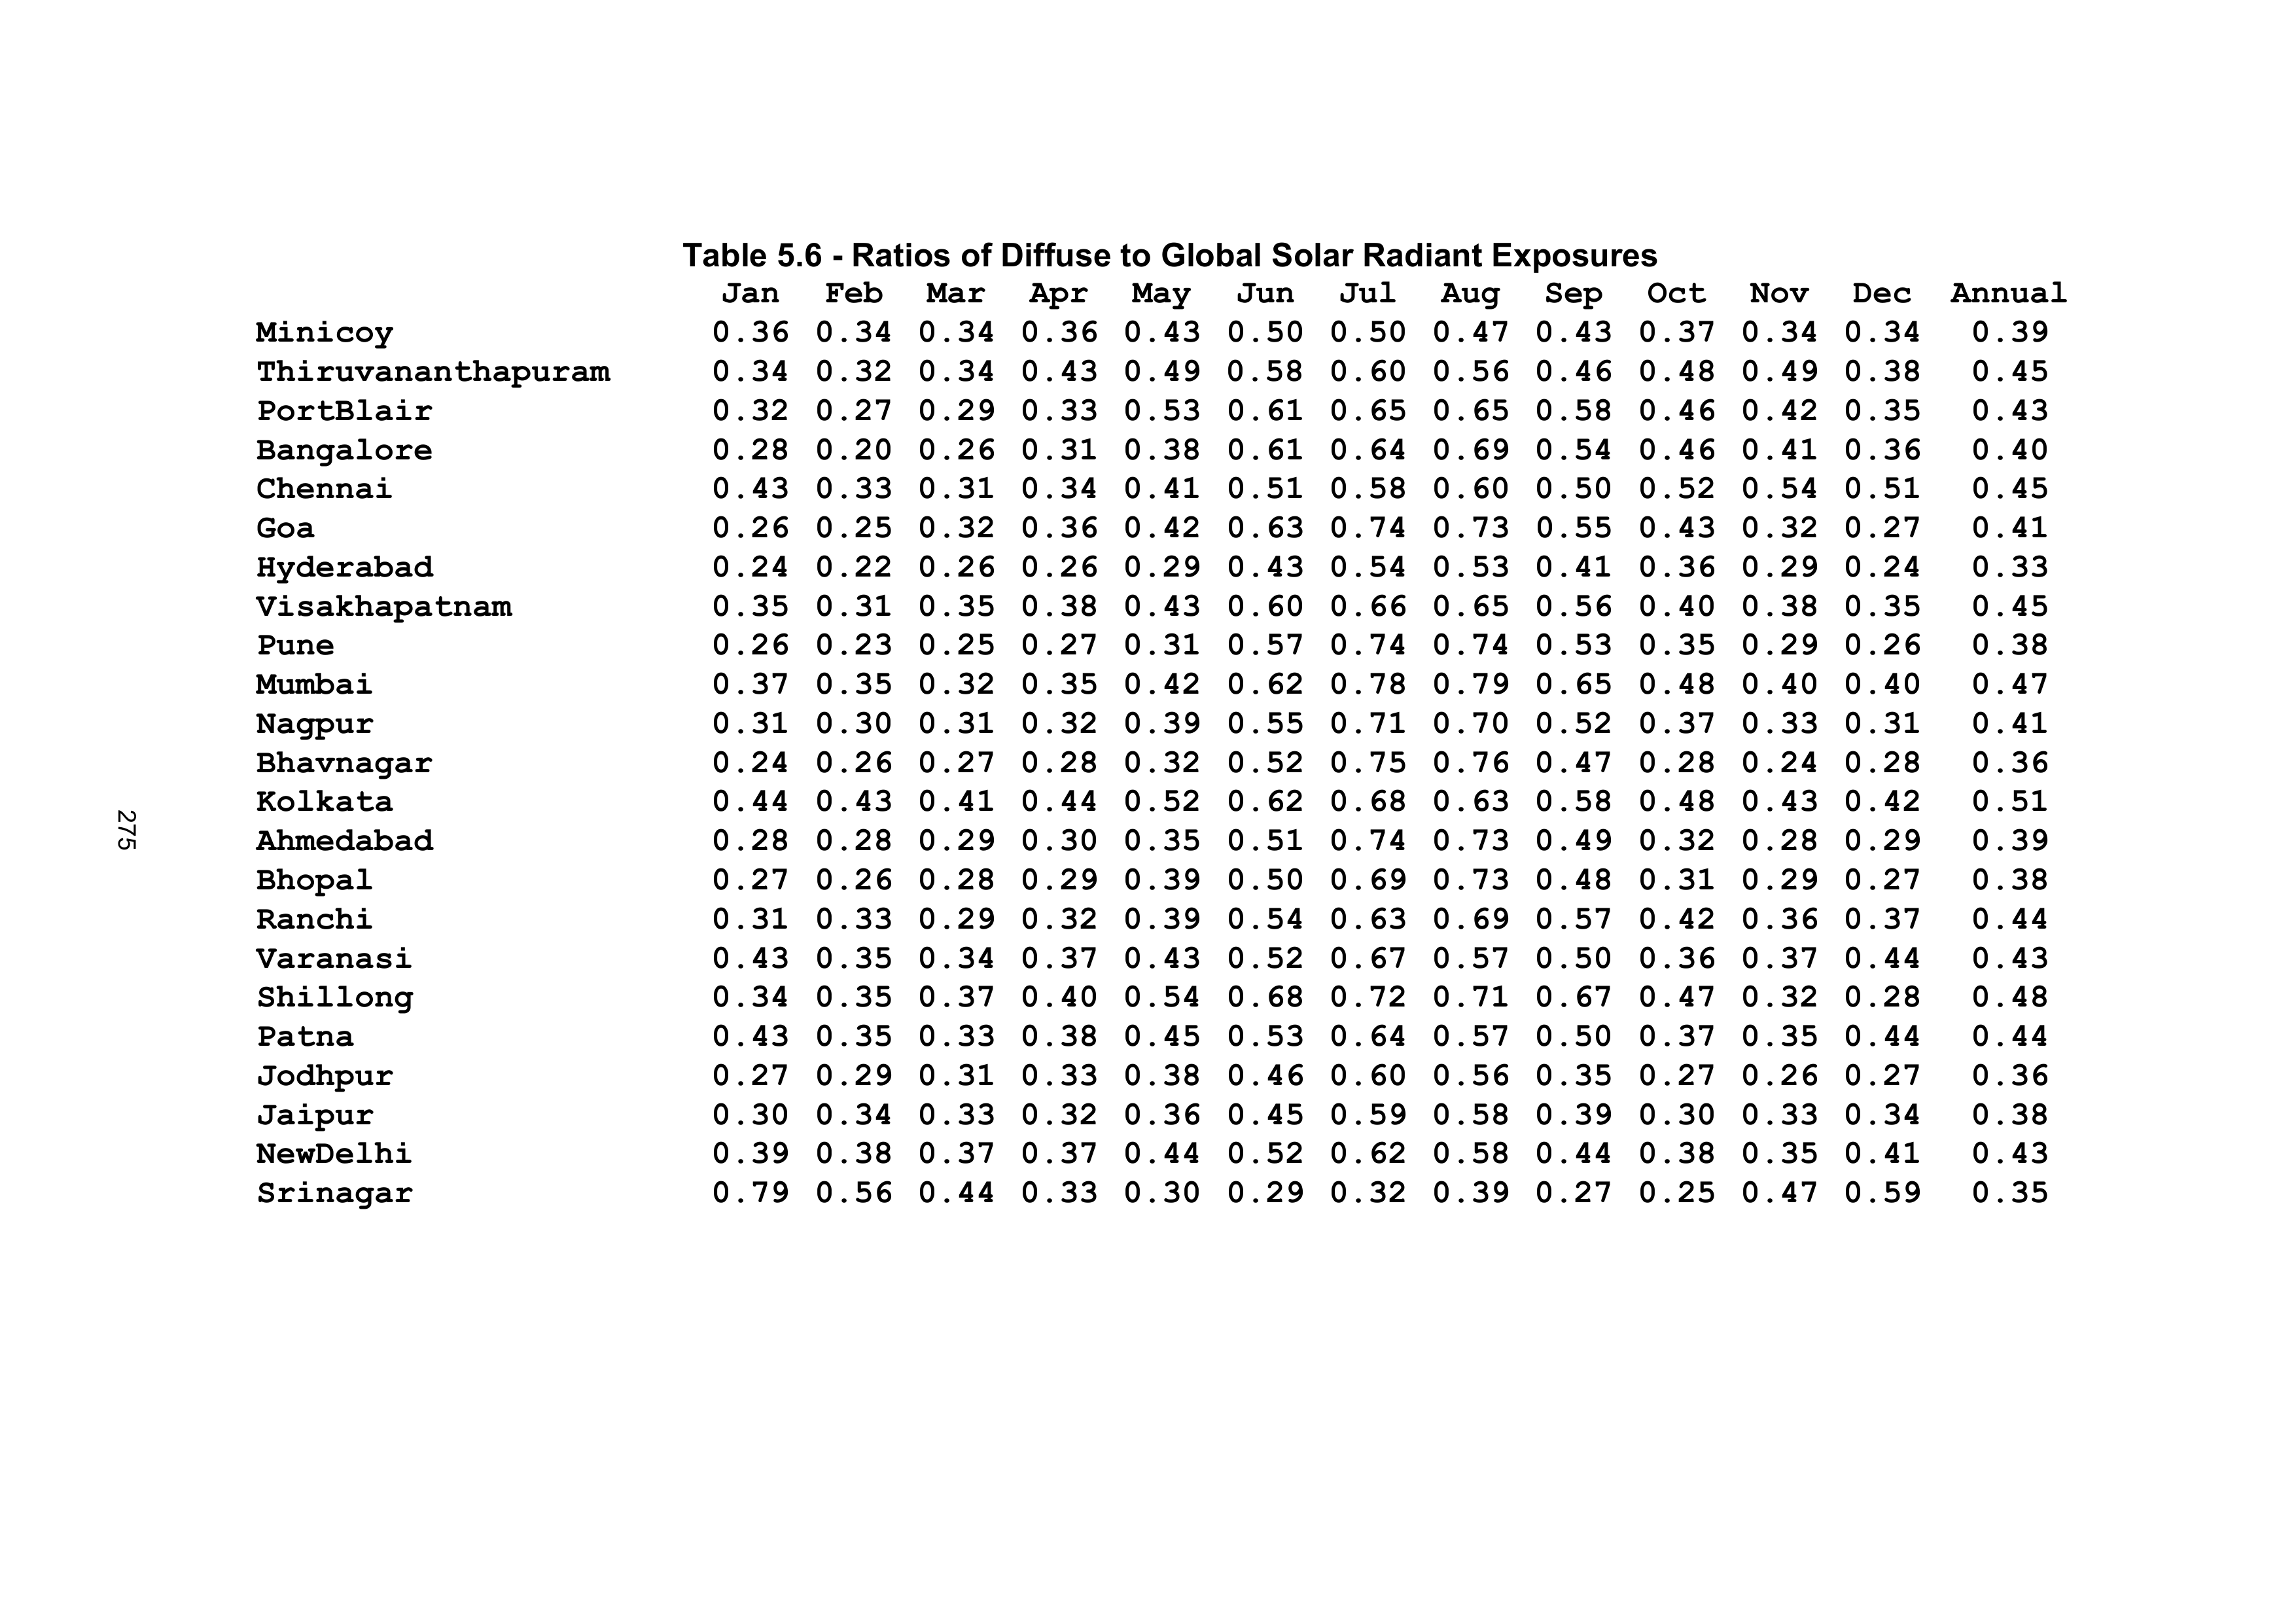 Table 5.6 - Ratios of Diffuse to Global Solar Radiant Exposures
Jan Feb Mar Apr May Jun Jul Aug Sep Oct Nov Dec Annual
Minicoy 0.36 0.34 0.34 0.36 0.43 0.50 0.50 0.47 0.43 0.37 0.34 0.34 0.39
Thiruvananthapuram 0.34 0.32 0.34 0.43 0.49 0.58 0.60 0.56 0.46 0.48 0.49 0.38 0.45
PortBlair 0.32 0.27 0.29 0.33 0.53 0.61 0.65 0.65 0.58 0.46 0.42 0.35 0.43
Bangalore 0.28 0.20 0.26 0.31 0.38 0.61 0.64 0.69 0.54 0.46 0.41 0.36 0.40
Chennai 0.43 0.33 0.31 0.34 0.41 0.51 0.58 0.60 0.50 0.52 0.54 0.51 0.45
Goa 0.26 0.25 0.32 0.36 0.42 0.63 0.74 0.73 0.55 0.43 0.32 0.27 0.41
Hyderabad 0.24 0.22 0.26 0.26 0.29 0.43 0.54 0.53 0.41 0.36 0.29 0.24 0.33
Visakhapatnam 0.35 0.31 0.35 0.38 0.43 0.60 0.66 0.65 0.56 0.40 0.38 0.35 0.45
Pune 0.26 0.23 0.25 0.27 0.31 0.57 0.74 0.74 0.53 0.35 0.29 0.26 0.38
Mumbai 0.37 0.35 0.32 0.35 0.42 0.62 0.78 0.79 0.65 0.48 0.40 0.40 0.47
Nagpur 0.31 0.30 0.31 0.32 0.39 0.55 0.71 0.70 0.52 0.37 0.33 0.31 0.41
Bhavnagar 0.24 0.26 0.27 0.28 0.32 0.52 0.75 0.76 0.47 0.28 0.24 0.28 0.36
Kolkata 0.44 0.43 0.41 0.44 0.52 0.62 0.68 0.63 0.58 0.48 0.43 0.42 0.51
Ahmedabad 0.28 0.28 0.29 0.30 0.35 0.51 0.74 0.73 0.49 0.32 0.28 0.29 0.39
Bhopal 0.27 0.26 0.28 0.29 0.39 0.50 0.69 0.73 0.48 0.31 0.29 0.27 0.38
Ranchi 0.31 0.33 0.29 0.32 0.39 0.54 0.63 0.69 0.57 0.42 0.36 0.37 0.44
Varanasi 0.43 0.35 0.34 0.37 0.43 0.52 0.67 0.57 0.50 0.36 0.37 0.44 0.43
Shillong 0.34 0.35 0.37 0.40 0.54 0.68 0.72 0.71 0.67 0.47 0.32 0.28 0.48
Patna 0.43 0.35 0.33 0.38 0.45 0.53 0.64 0.57 0.50 0.37 0.35 0.44 0.44
Jodhpur 0.27 0.29 0.31 0.33 0.38 0.46 0.60 0.56 0.35 0.27 0.26 0.27 0.36
Jaipur 0.30 0.34 0.33 0.32 0.36 0.45 0.59 0.58 0.39 0.30 0.33 0.34 0.38
NewDelhi 0.39 0.38 0.37 0.37 0.44 0.52 0.62 0.58 0.44 0.38 0.35 0.41 0.43
Srinagar 0.79 0.56 0.44 0.33 0.30 0.29 0.32 0.39 0.27 0.25 0.47 0.59 0.35
275